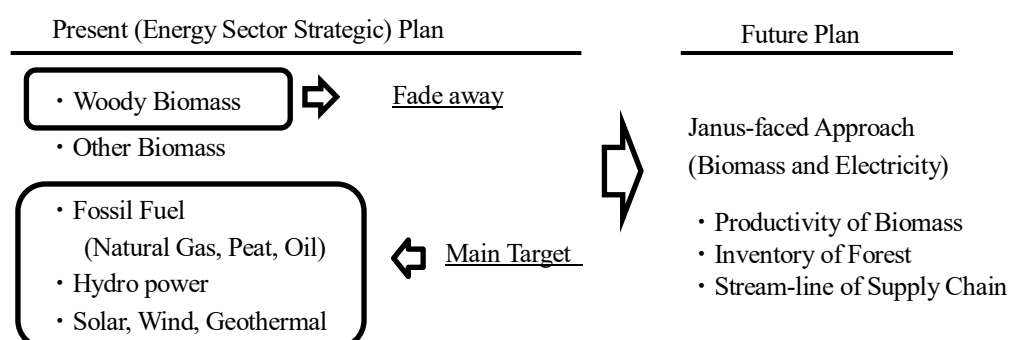 Present (Energy Sector Strategic) Plan
・Woody Biomass
Fade away
・Other Biomass
・Fossil Fuel
(Natural Gas, Peat, Oil)
・Hydro power
・Solar, Wind, Geothermal
Main Target
Future Plan
Janus-faced Approach
(Biomass and Electricity)
・Productivity of Biomass
・Inventory of Forest
・Stream-line of Supply Chain